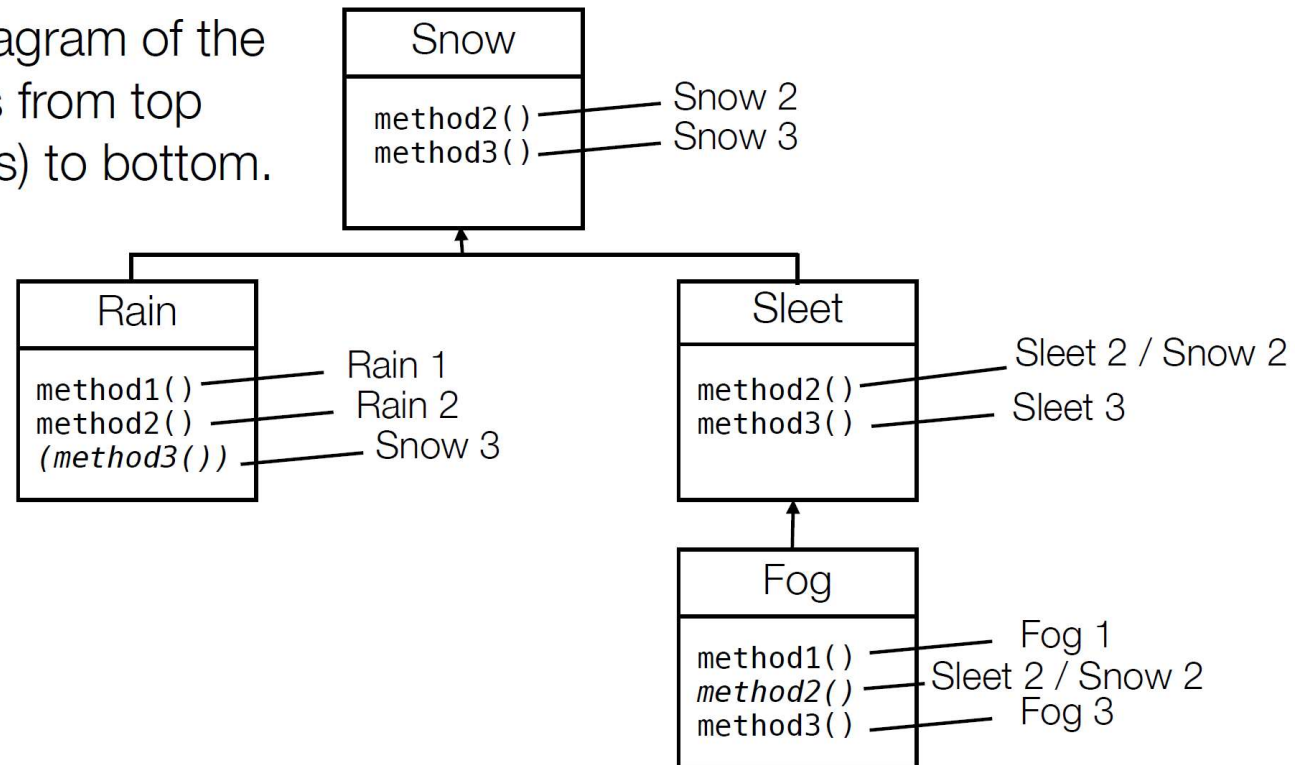 agram of the
s from top
s) to bottom.
Snow
method2()
method3()
Snow 2
Snow 3
Rain
method1()
method2()
(method3())
Rain 1
Rain 2
Snow 3
Sleet
method2()
method3()
Sleet 2 / Snow 2
Sleet 3
Fog
method1()
method2()
method3()
Fog 1
Sleet 2 / Snow 2
Fog 3